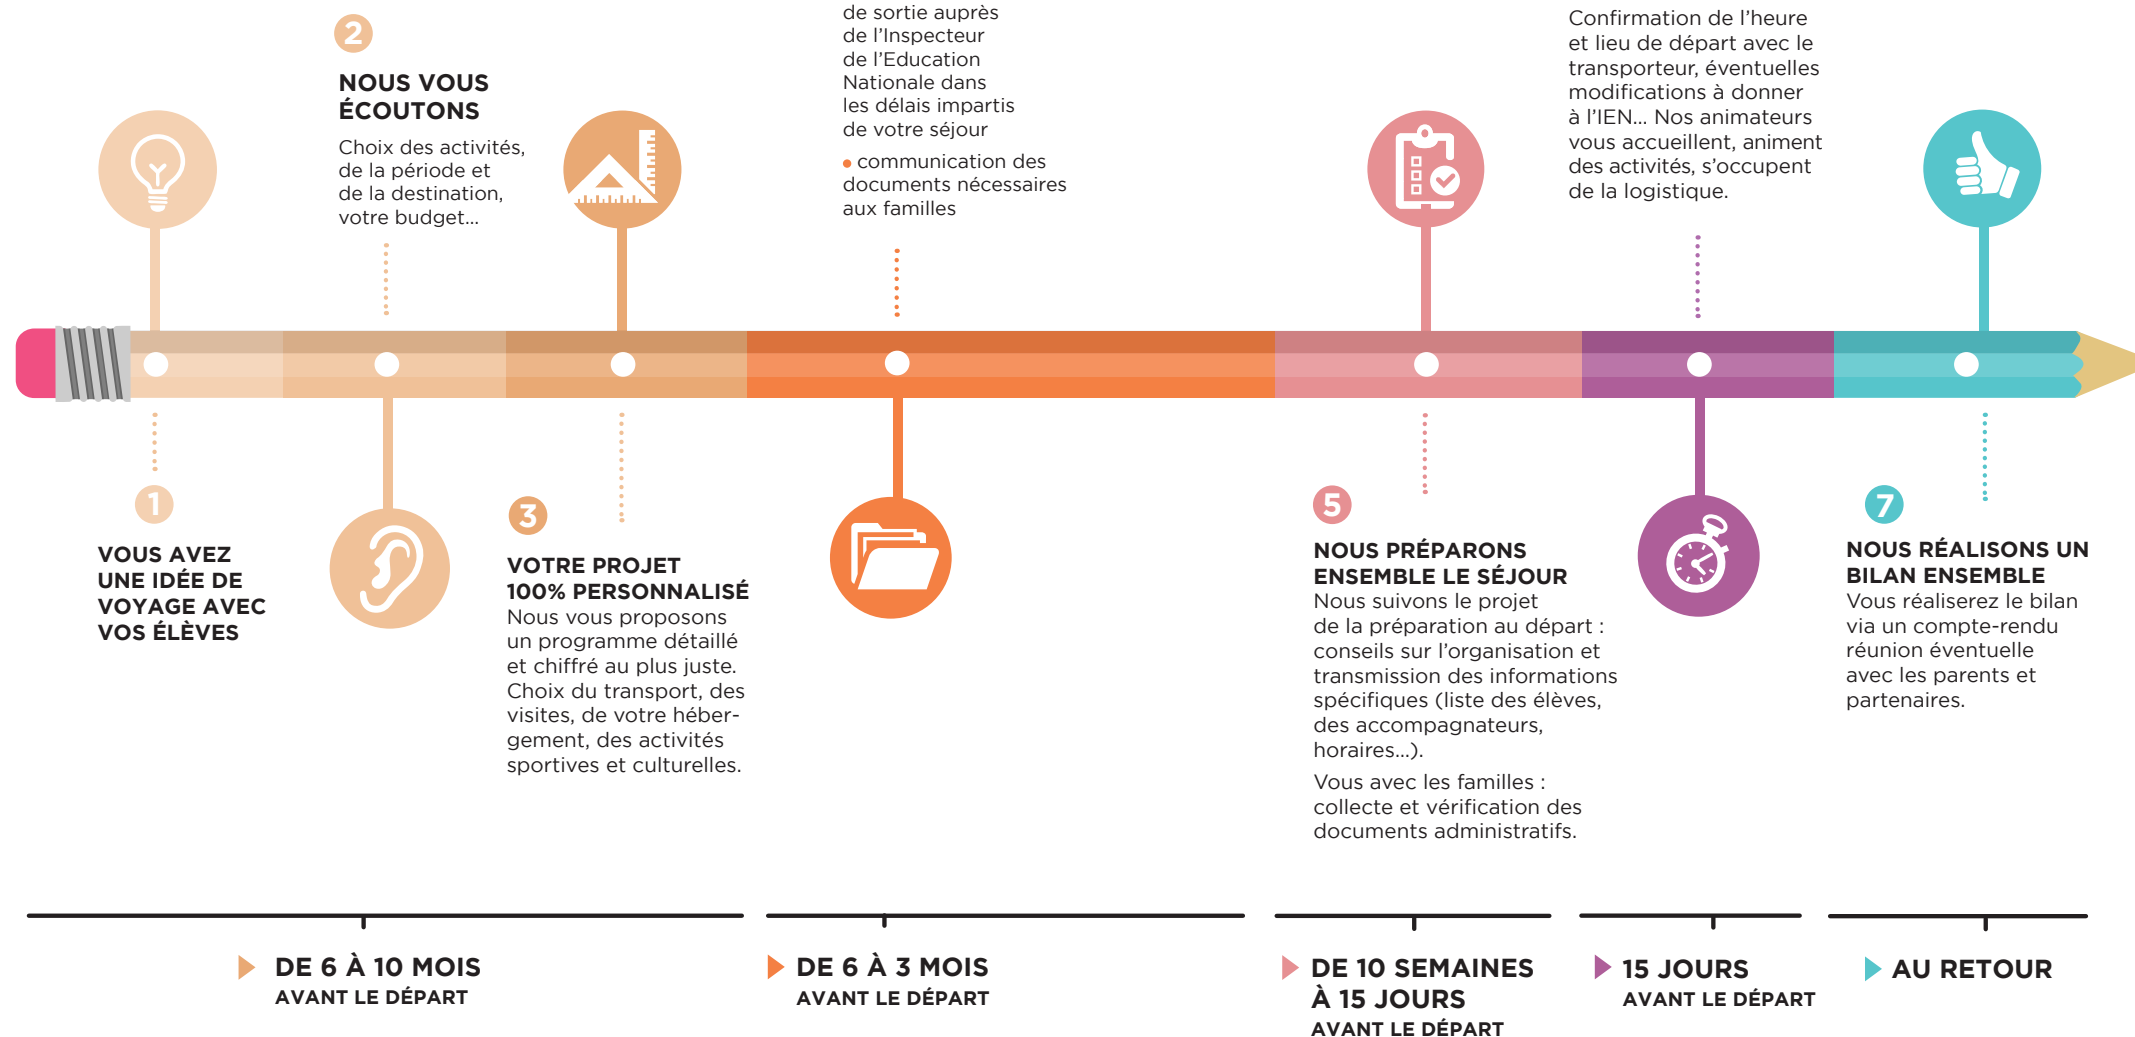 2
NOUS VOUS
ÉCOUTONS
Choix des activités,
de la période et
de la destination,
votre budget...
de sortie auprès
de l'Inspecteur
de l'Education
Nationale dans
les délais impartis
de votre séjour
• communication des
documents nécessaires
aux familles
Confirmation de l'heure
et lieu de départ avec le
transporteur, éventuelles
modifications à donner
à l'IEN... Nos animateurs
vous accueillent, animent
des activités, s'occupent
de la logistique.
1
VOUS AVEZ
UNE IDÉE DE
VOYAGE AVEC
VOS ÉLÈVES
3
VOTRE PROJET
100% PERSONNALISÉ
Nous vous proposons
un programme détaillé
et chiffré au plus juste.
Choix du transport, des
visites, de votre héber-
gement, des activités
sportives et culturelles.
5
NOUS PRÉPARONS
ENSEMBLE LE SÉJOUR
Nous suivons le projet
de la préparation au départ :
conseils sur l'organisation et
transmission des informations
spécifiques (liste des élèves,
des accompagnateurs,
horaires...).
Vous avec les familles :
collecte et vérification des
documents administratifs.
7
NOUS RÉALISONS UN
BILAN ENSEMBLE
Vous réaliserez le bilan
via un compte-rendu
réunion éventuelle
avec les parents et
partenaires.
DE 6 À 10 MOIS
AVANT LE DÉPART
DE 6 À 3 MOIS
AVANT LE DÉPART
DE 10 SEMAINES
À 15 JOURS
AVANT LE DÉPART
15 JOURS
AVANT LE DÉPART
AU RETOUR